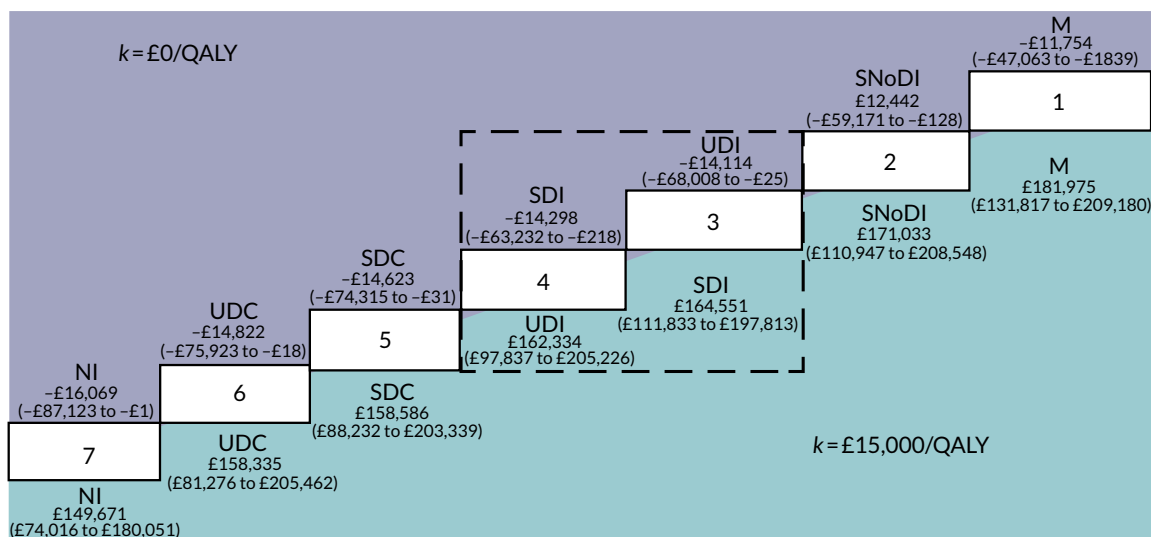 k = £0/QALY
M
–£11,754
(–£47,063 to –£1839)
1
M
£181,975
(£131,817 to £209,180)
SNoDI
£12,442
(–£59,171 to –£128)
2
SNoDI
£171,033
(£110,947 to £208,548)
UDI
–£14,114
(–£68,008 to –£25)
3
SDI
£164,551
(£111,833 to £197,813)
SDI
–£14,298
(–£63,232 to –£218)
4
UDI
£162,334
(£97,837 to £205,226)
SDC
–£14,623
(–£74,315 to –£31)
5
SDC
£158,586
(£88,232 to £203,339)
UDC
–£14,822
(–£75,923 to –£18)
6
UDC
£158,335
(£81,276 to £205,462)
NI
–£16,069
(–£87,123 to –£1)
7
NI
£149,671
(£74,016 to £180,051)
k = £15,000/QALY